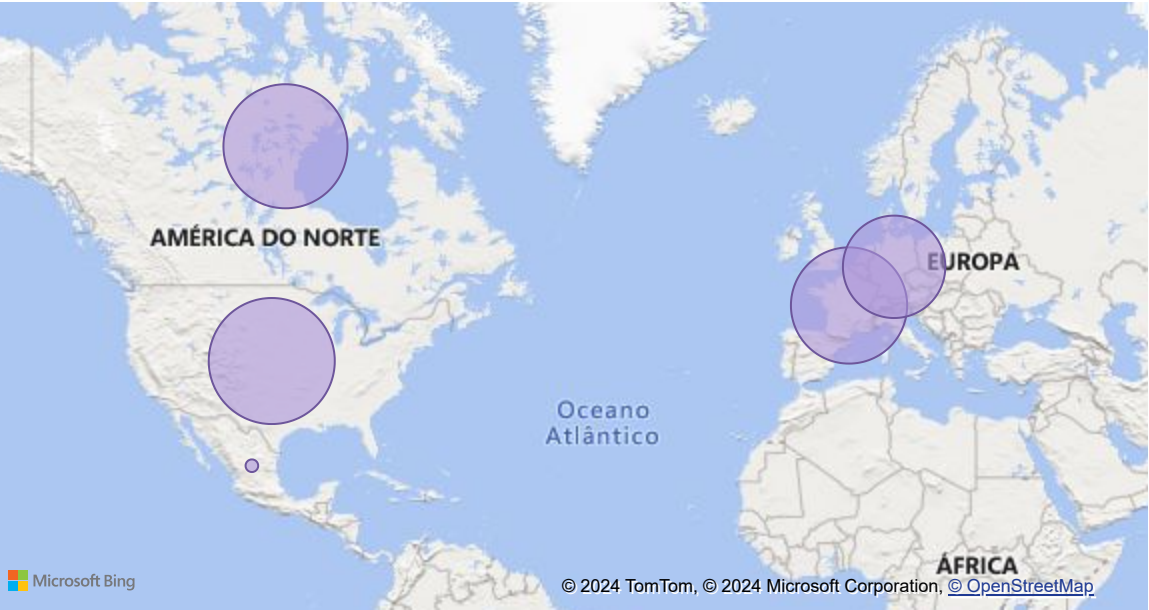 AMÉRICA DO NORTE
EUROPA
Oceano
Atlântico
ÁFRICA
Microsoft Bing
© 2024 TomTom, © 2024 Microsoft Corporation, © OpenStreetMap